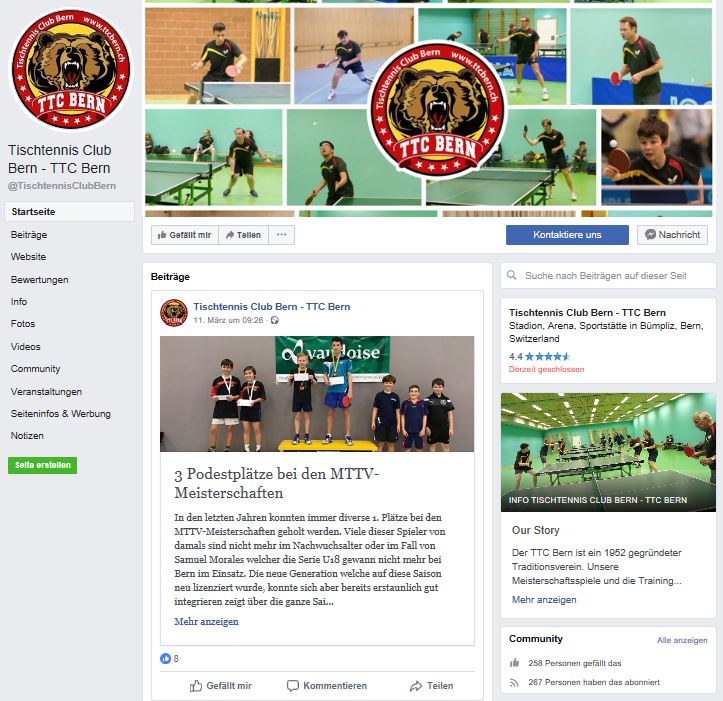 Tischtennis Club Bern www.ttcbern.ch
TTC BERN
Tischtennis Club Bern www.ttcbern.ch
TTC BERN
Tischtennis Club
Bern - TTC Bern
@TischtennisClubBern
Startseite
Beiträge
Website
Bewertungen
Info
Fotos
Videos
Community
Veranstaltungen
Seiteninfos & Werbung
Notizen
Seite erstellen
Gefällt mir
Teilen
Kontaktiere uns
Nachricht
Beiträge
Tischtennis Club Bern - TTC Bern
11. März um 09:26 ·
vaudoise
3 Podestplätze bei den MTTV-
Meisterschaften
In den letzten Jahren konnten immer diverse 1. Plätze bei den
MTTV-Meisterschaften geholt werden. Viele dieser Spieler von
damals sind nicht mehr im Nachwuchsalter oder im Fall von
Samuel Morales welcher die Serie U18 gewann nicht mehr bei
Bern im Einsatz. Die neue Generation welche auf diese Saison
neu lizenziert wurde, konnte sich aber bereits erstaunlich gut
integrieren zeigt über die ganze Sai...
Mehr anzeigen
8
Gefällt mir
Kommentieren
Teilen
Suche nach Beiträgen auf dieser Seit
Tischtennis Club Bern - TTC Bern
Stadion, Arena, Sportstätte in Bümpliz, Bern,
Switzerland
4.4
Derzeit geschlossen
INFO TISCHTENNIS CLUB BERN - TTC BERN
Our Story
Der TTC Bern ist ein 1952 gegründeter
Traditionsverein. Unsere
Meisterschaftsspiele und die Training...
Mehr anzeigen
Community
Alle anzeigen
258 Personen gefällt das
267 Personen haben das abonniert